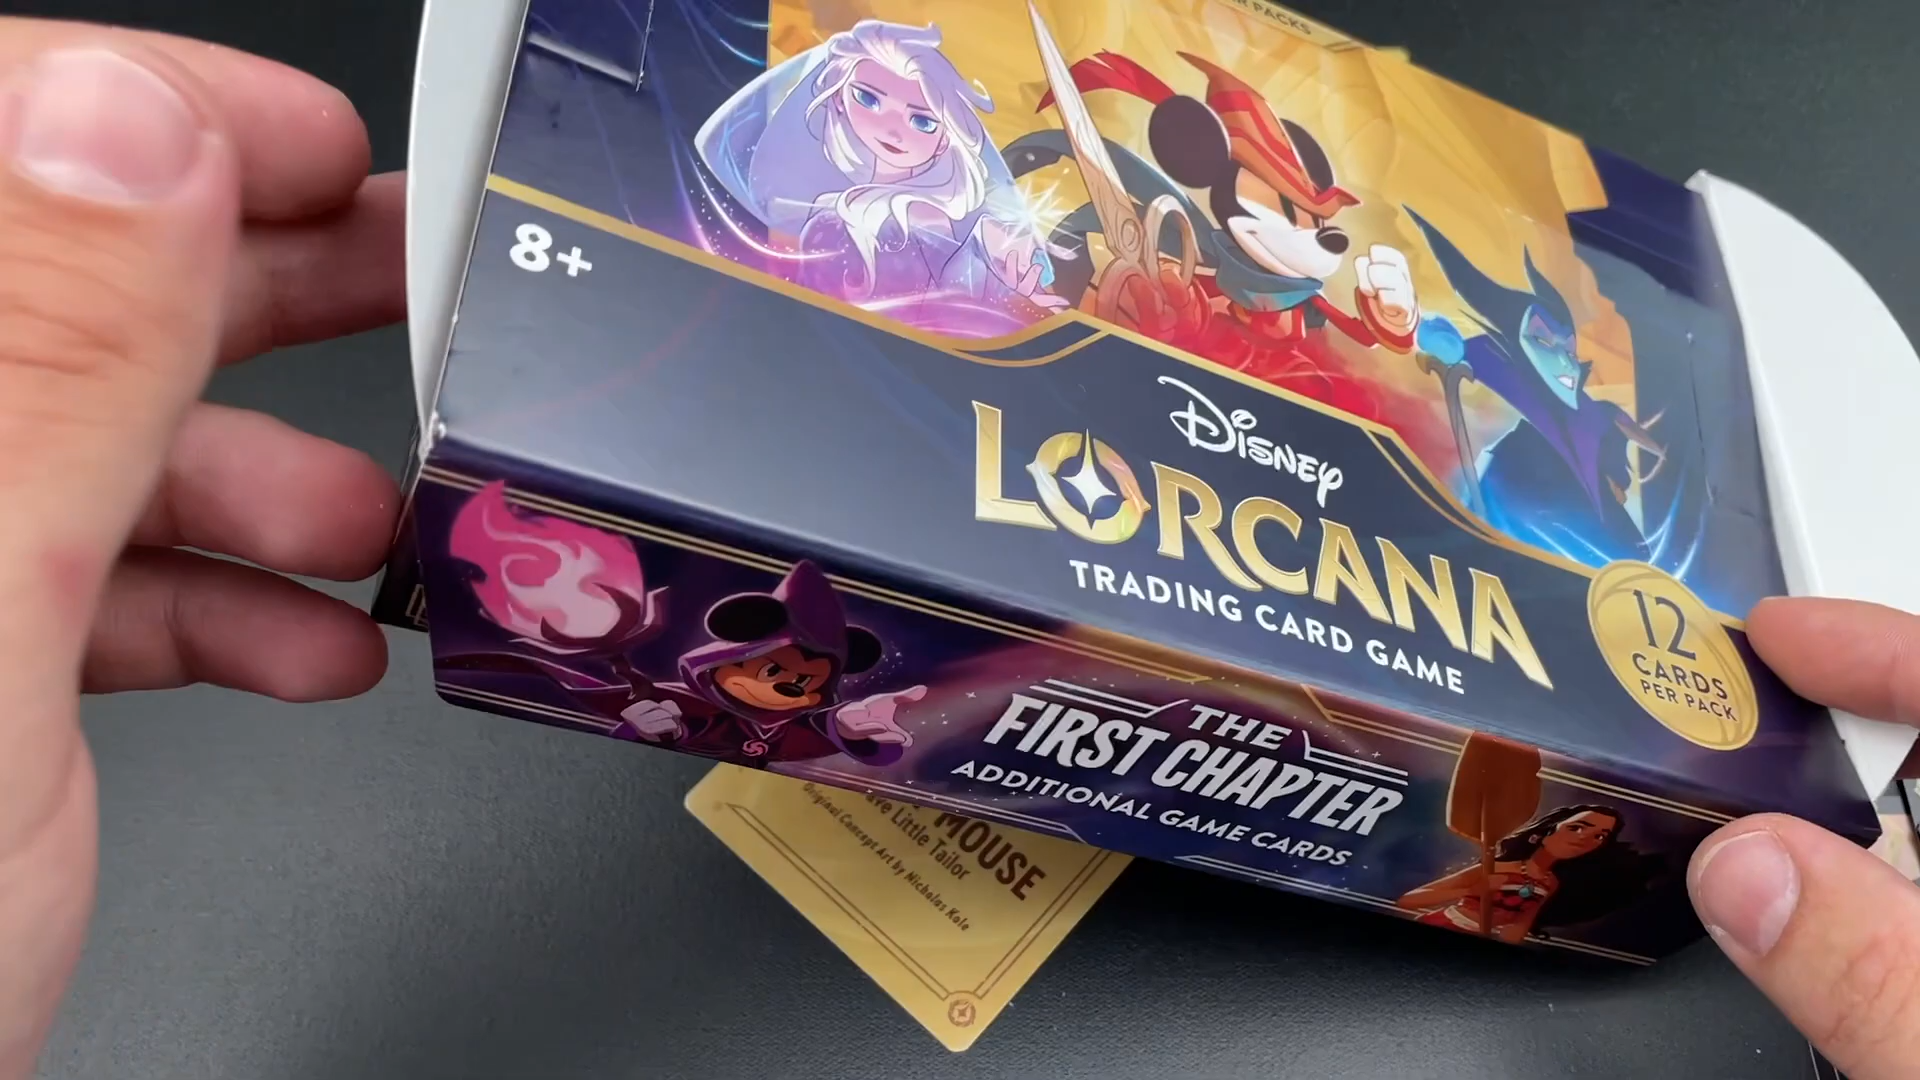 PACKS
8+
Disney
LORCANA
TRADING CARD GAME
12
CARDS
PER PACK
THE
FIRST CHAPTER
ADDITIONAL GAME CARDS
MOUSE
Little Tailor
Original Concept Art by Nicholas Kole